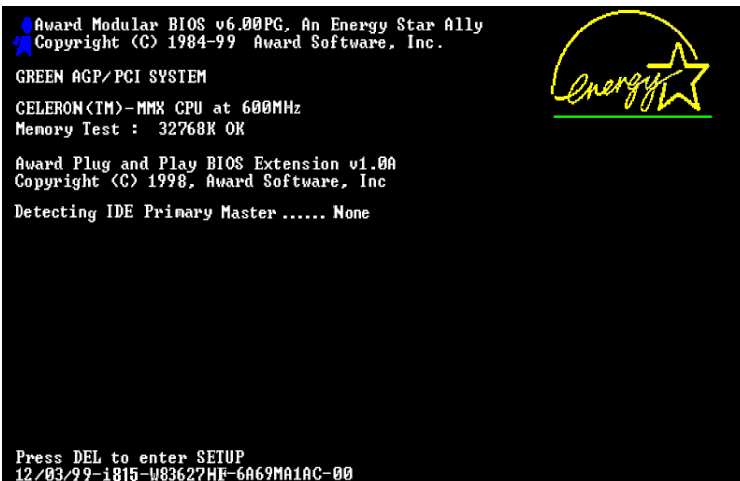 Award Modular BIOS v6.00PG, An Energy Star Ally
Copyright (C) 1984-99 Award Software, Inc.
energy
GREEN AGP/PCI SYSTEM
CELERON(TM)-MMX CPU at 600MHz
Memory Test : 32768K OK
Award Plug and Play BIOS Extension v1.0A
Copyright (C) 1998, Award Software, Inc
Detecting IDE Primary Master ...... None
Press DEL to enter SETUP
12/03/99-i815-W83627HF-6A69MA1AC-00